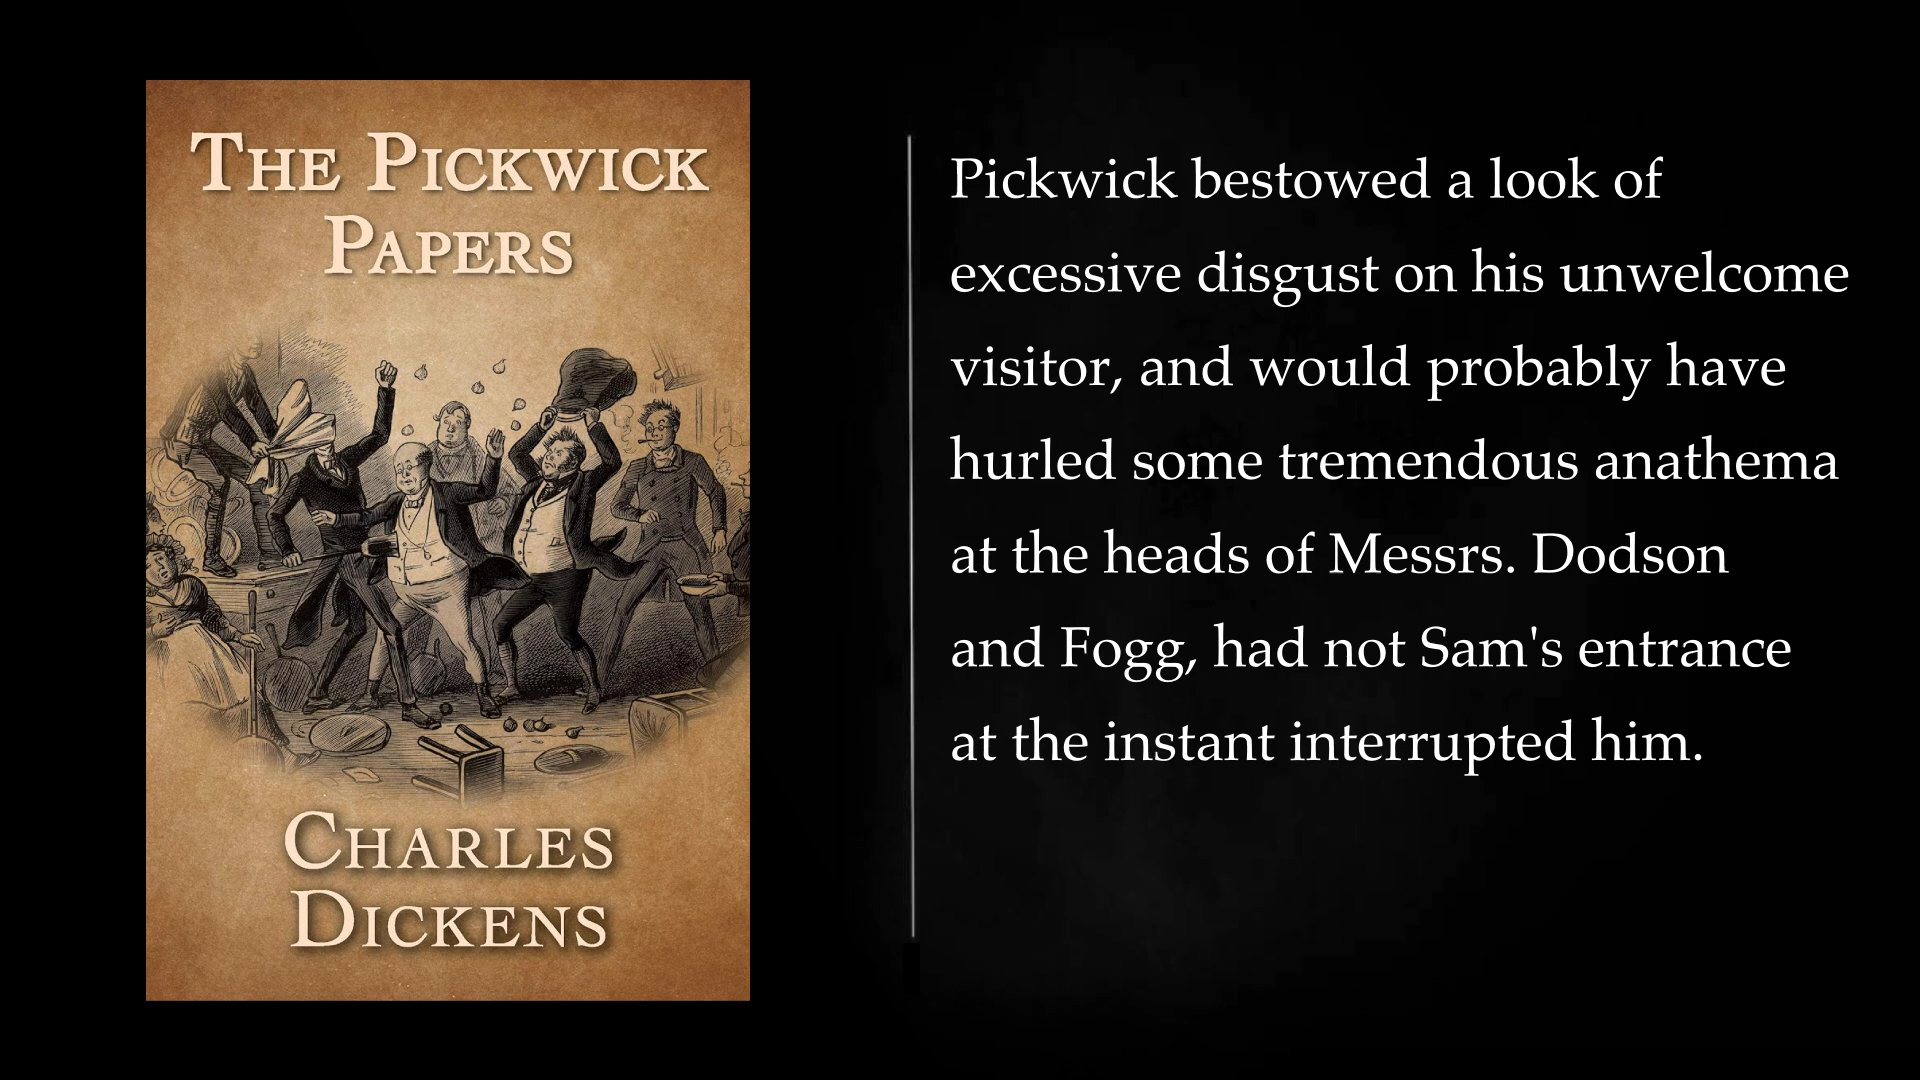 THE PICKWICK
PAPERS
CHARLES
DICKENS
Pickwick bestowed a look of
excessive disgust on his unwelcome
visitor, and would probably have
hurled some tremendous anathema
at the heads of Messrs. Dodson
and Fogg, had not Sam's entrance
at the instant interrupted him.